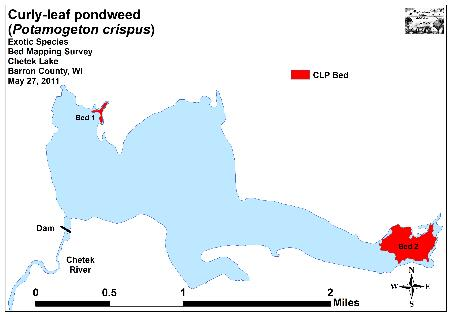 Curly-leaf pondweed
(Potamogeton crispus)
Exotic Species
Bed Mapping Survey
Chetek Lake
Barron County, WI
May 27, 2011
CLP Bed
Bed 1
Dam
Bed 2
Chetek
River
N
W E
S
0 0.5 1 2
Miles